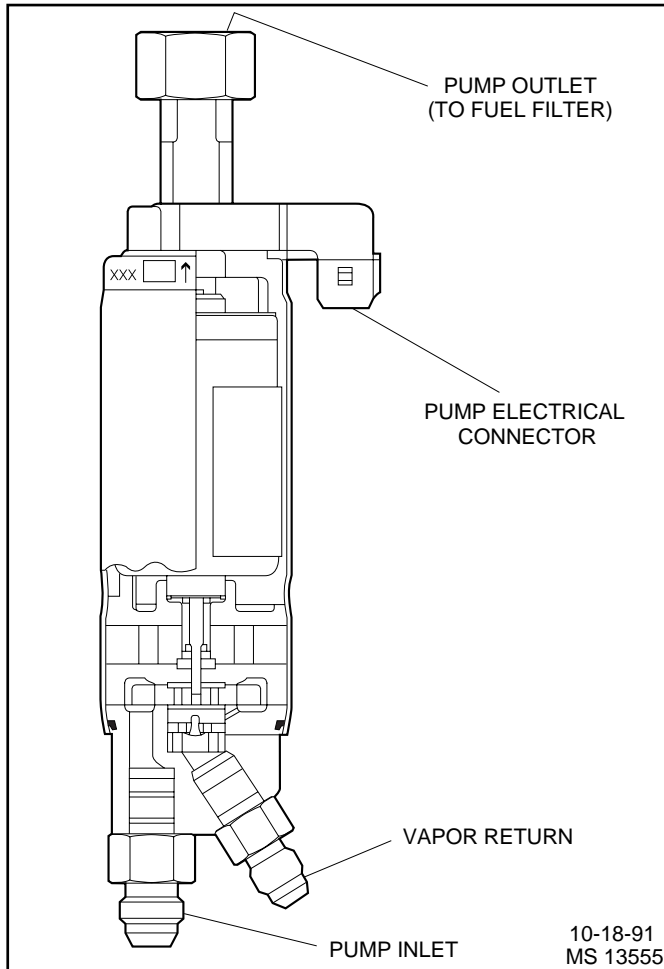 PUMP OUTLET
(TO FUEL FILTER)
XXX
PUMP ELECTRICAL
CONNECTOR
VAPOR RETURN
PUMP INLET
10-18-91
MS 13555